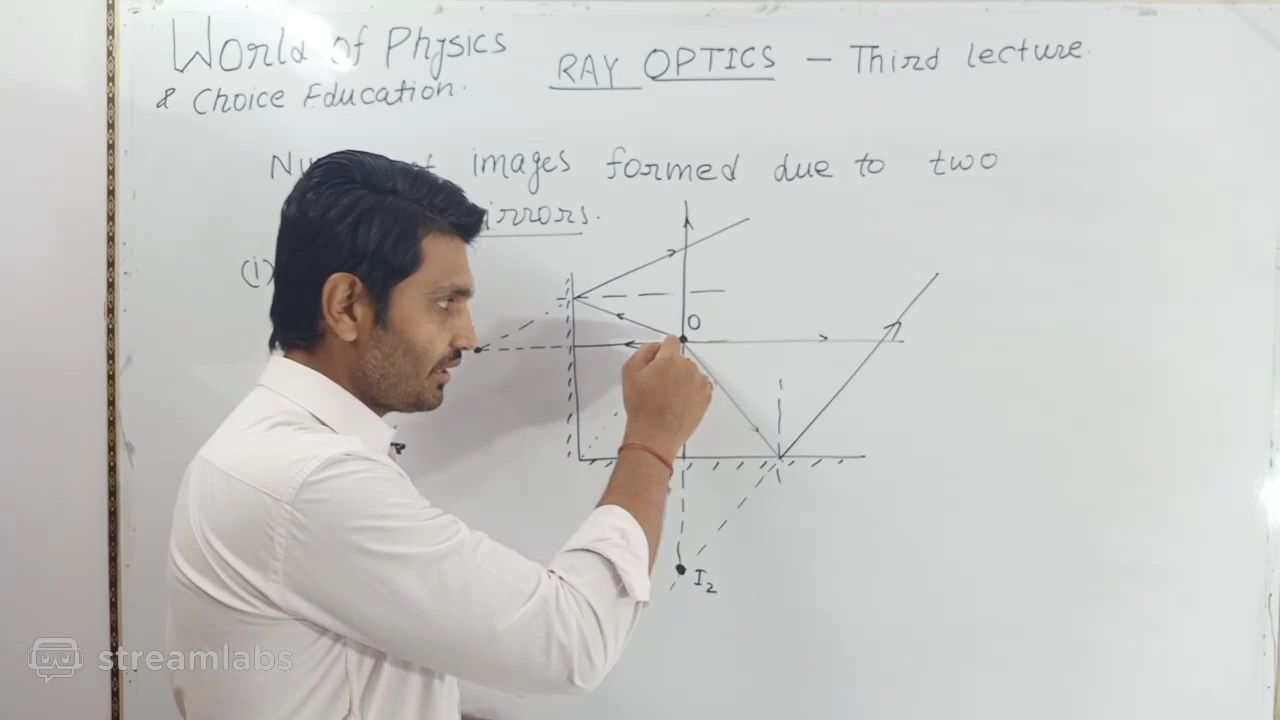 World of Physics
& Choice Education.
RAY OPTICS - Third lecture.
images formed due to two
(i)
O
I2
streamlabs